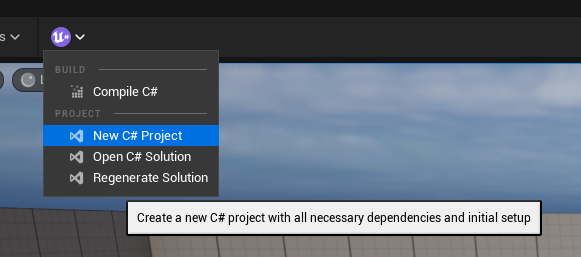 s
BUILD
Compile C#
PROJECT
New C# Project
Open C# Solution
Regenerate Solution
Create a new C# project with all necessary dependencies and initial setup